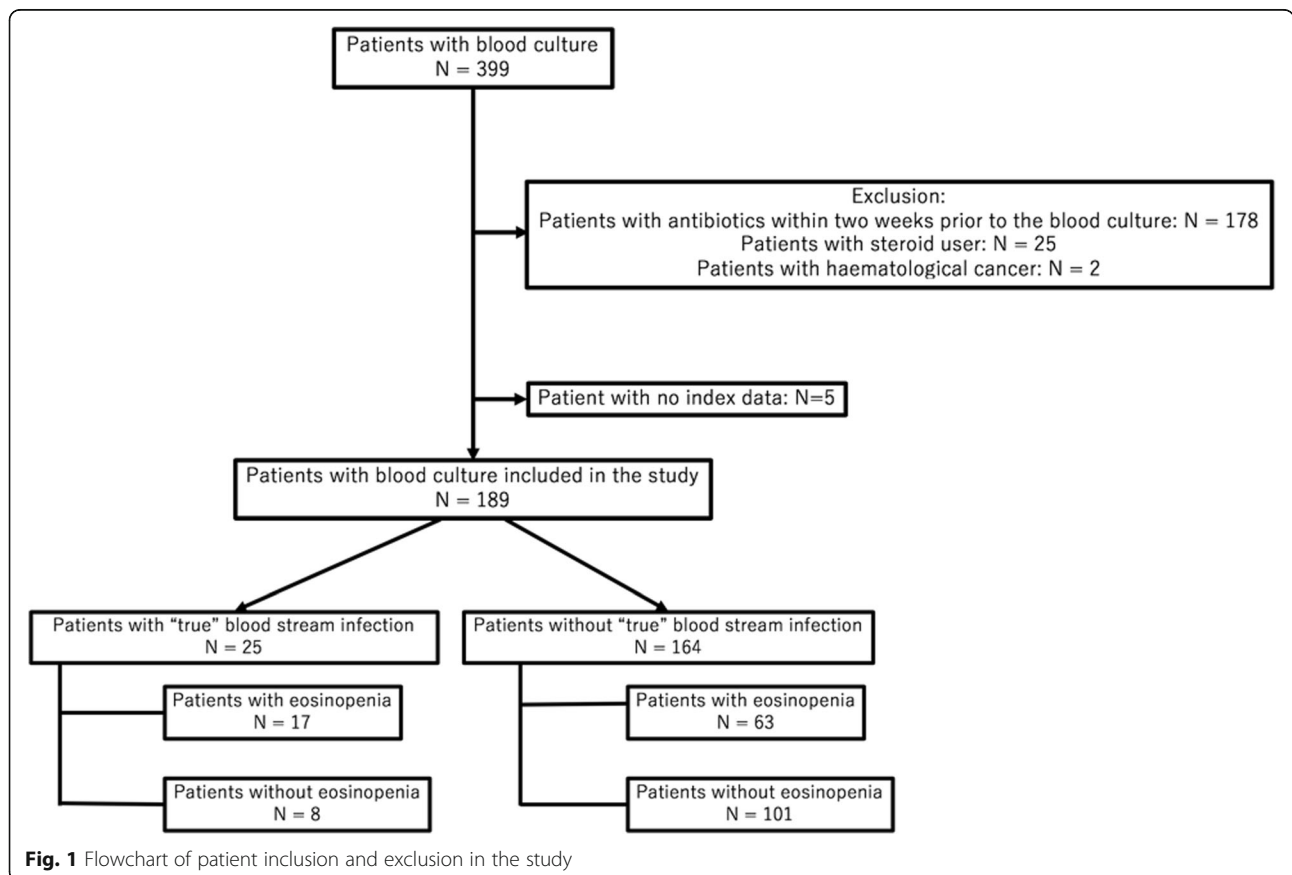 Patients with blood culture
N = 399
Exclusion:
Patients with antibiotics within two weeks prior to the blood culture: N = 178
Patients with steroid user: N = 25
Patients with haematological cancer: N = 2
Patient with no index data: N=5
Patients with blood culture included in the study
N = 189
Patients with “true” blood stream infection
N = 25
Patients without “true” blood stream infection
N = 164
Patients with eosinopenia
N = 17
Patients with eosinopenia
N = 63
Patients without eosinopenia
N = 8
Patients without eosinopenia
N = 101
Fig. 1 Flowchart of patient inclusion and exclusion in the study